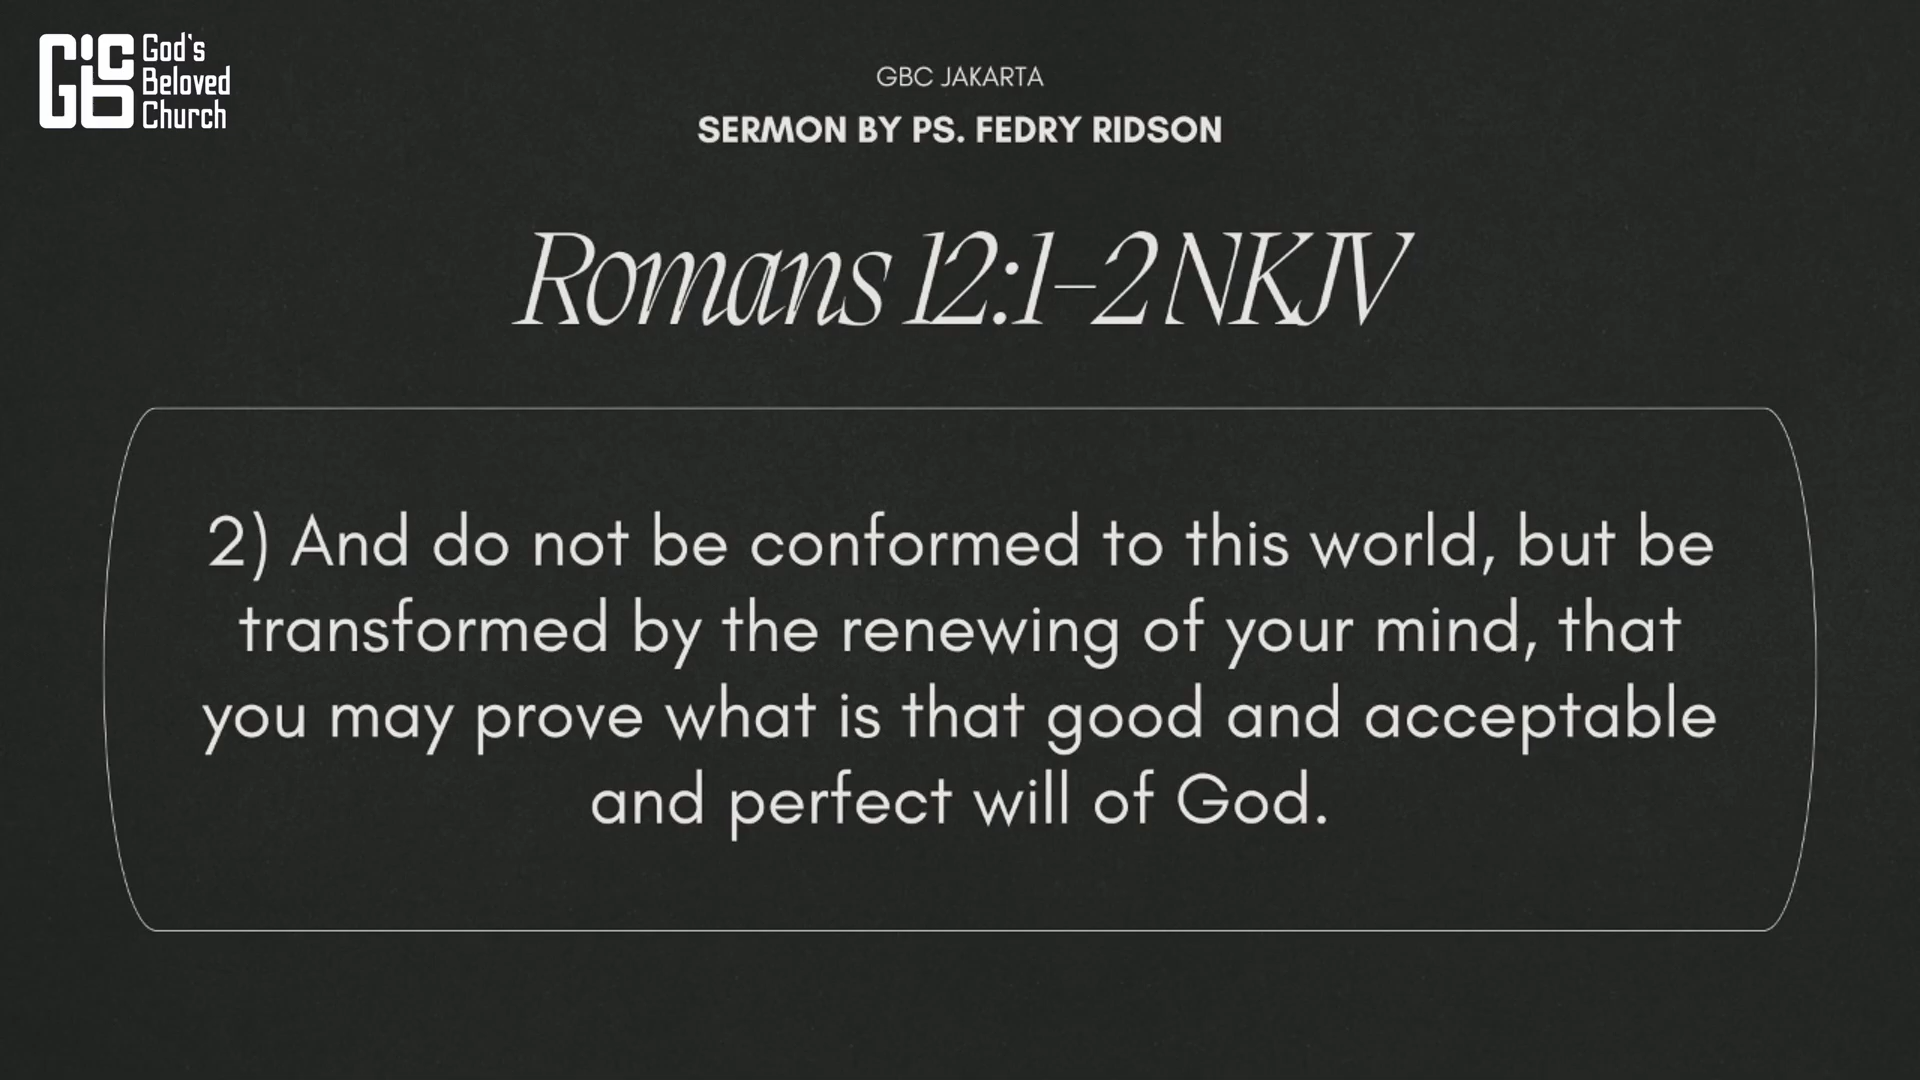 God's
Beloved
Church
GBC JAKARTA
SERMON BY PS. FEDRY RIDSON
Romans 12:1-2 NKJV
2) And do not be conformed to this world, but be
transformed by the renewing of your mind, that
you may prove what is that good and acceptable
and perfect will of God.